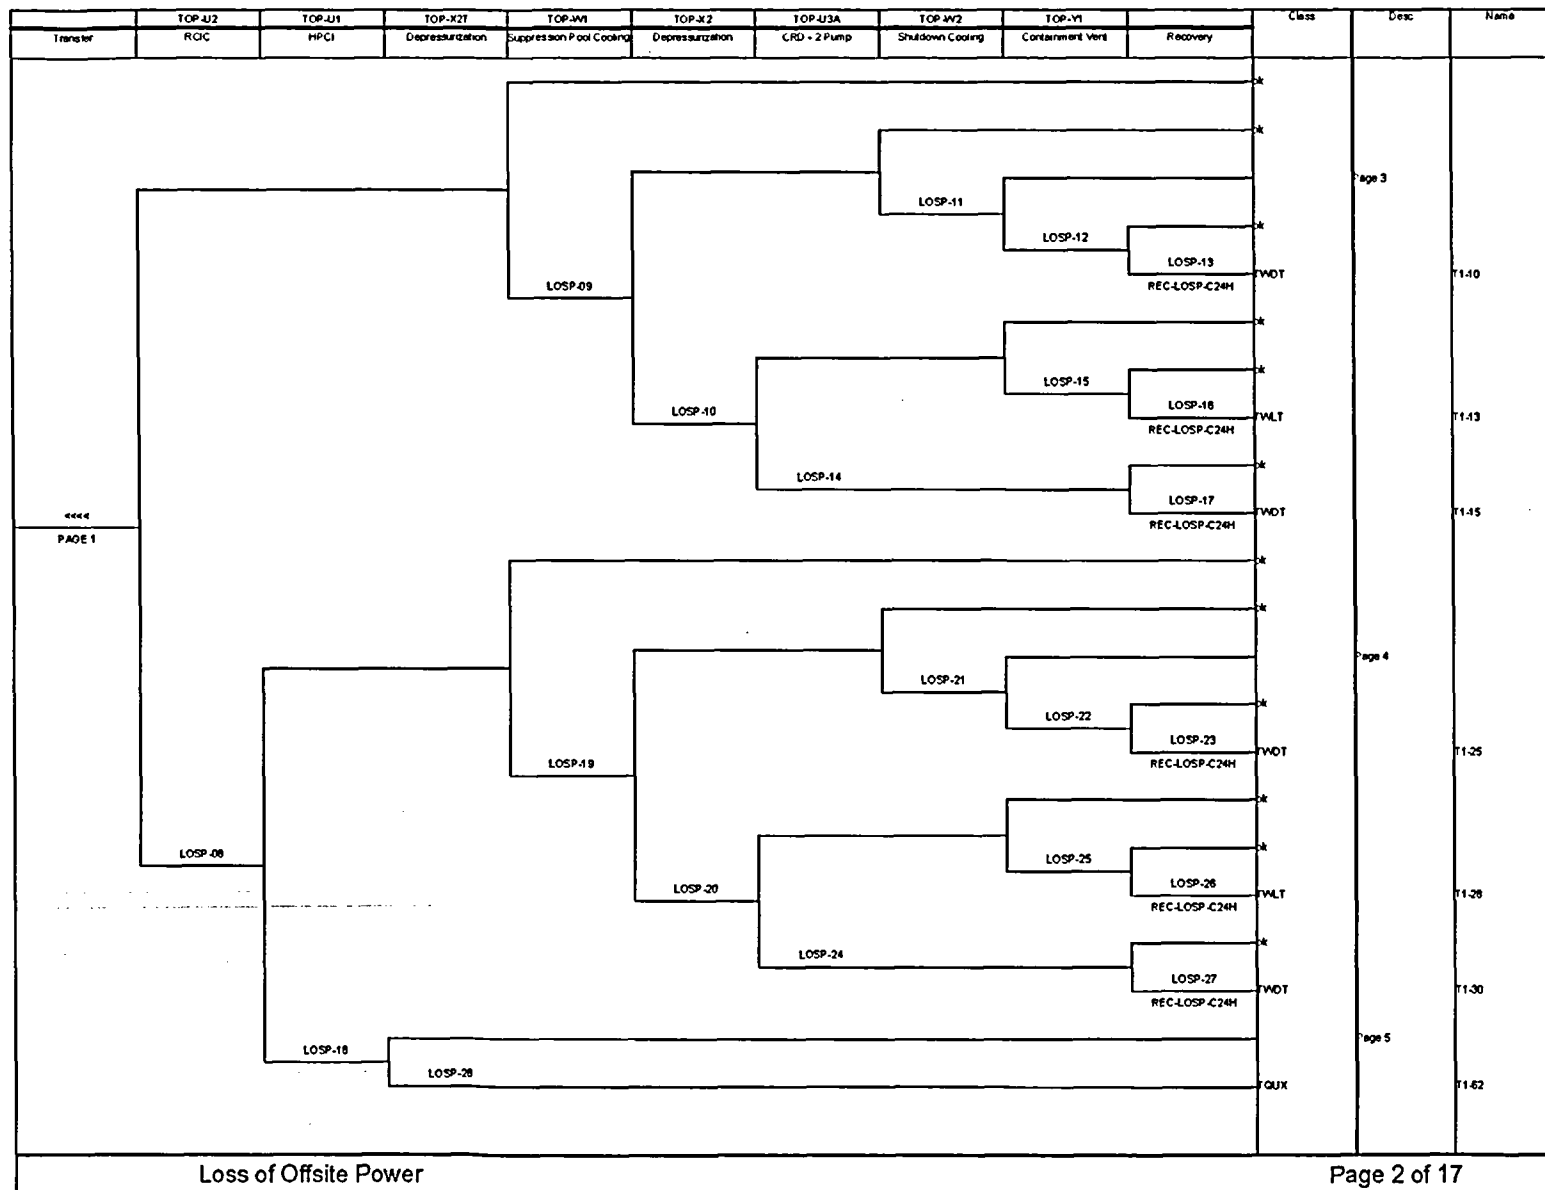 TOP-U2 TOP-U1 TOP-X2T TOP-W1 TOP-X2 TOP-U3A TOP-W2 TOP-Y1 Class Desc Name
Transfer RCIC HPCI Depressurization Suppression Pool Cooling Depressurization CRD - 2 Pump Shutdown Cooling Containment Vent Recovery
ok
ok
Page 3
LOSP-11
ok
LOSP-12
LOSP-13
TWDT T1-10
LOSP-09 REC-LOSP-C24H
ok
ok
LOSP-15
LOSP-16
LOSP-10 TWLT T1-13
REC-LOSP-C24H
ok
LOSP-14
LOSP-17
<<<< TWDT T1-15
REC-LOSP-C24H
PAGE 1
ok
ok
Page 4
LOSP-21
ok
LOSP-22
LOSP-23
TWDT T1-25
LOSP-19 REC-LOSP-C24H
ok
ok
LOSP-08
LOSP-25
LOSP-26
LOSP-20 TWLT T1-28
REC-LOSP-C24H
ok
LOSP-24
LOSP-27
TWDT T1-30
REC-LOSP-C24H
Page 5
LOSP-18
LOSP-28
TQUX T1-62
Loss of Offsite Power Page 2 of 17